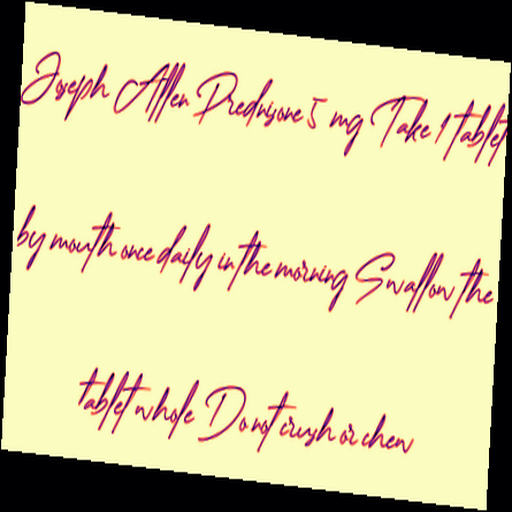 Joseph Allen Prednisone 5 mg Take 1 tablet
by mouth once daily in the morning Swallow the
tablet whole Do not crush or chew